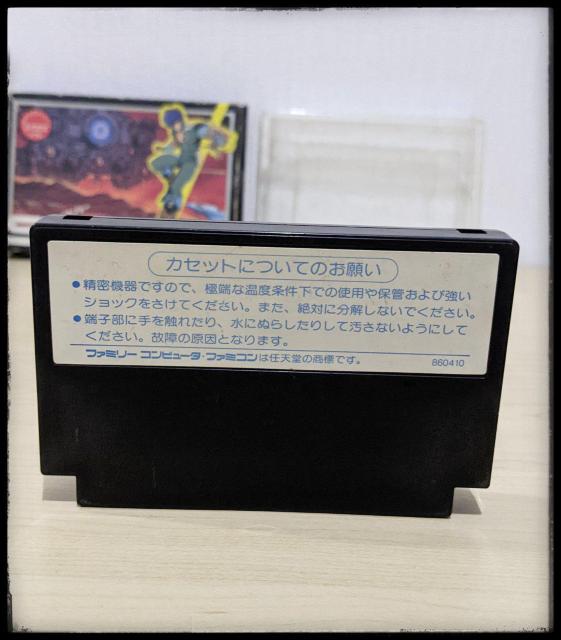 カセットについてのお願い
●精密機器ですので、極端な温度条件下での使用や保管および強い
ショックをさけてください。また、絶対に分解しないでください。
●端子部に手を触れたり、水にぬらしたりして汚さないようにして
ください。故障の原因となります。
ファミリー コンピュータ・ファミコンは任天堂の商標です。 860410